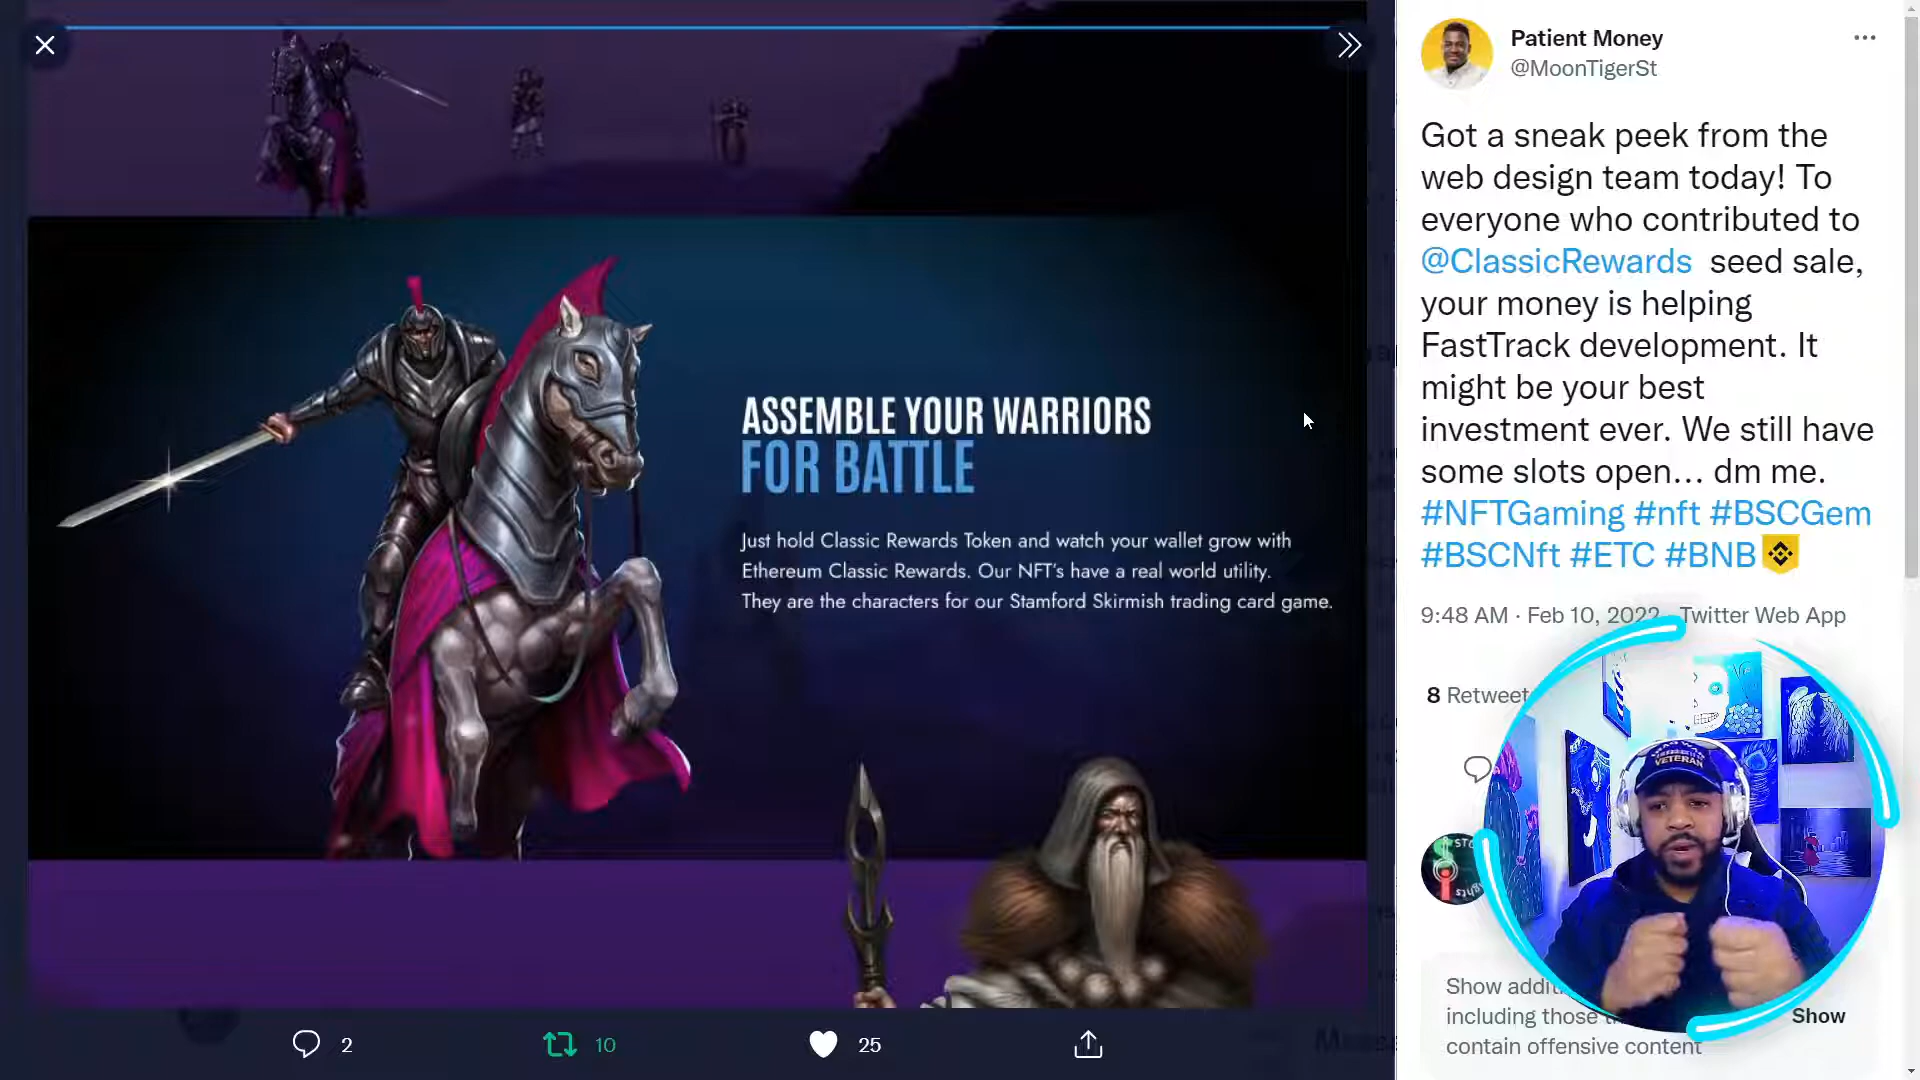 ASSEMBLE YOUR WARRIORS
FOR BATTLE
Just hold Classic Rewards Token and watch your wallet grow with
Ethereum Classic Rewards. Our NFT's have a real world utility.
They are the characters for our Stamford Skirmish trading card game.
2
10
25
Patient Money
@MoonTigerSt
Got a sneak peek from the
web design team today! To
everyone who contributed to
@ClassicRewards seed sale,
your money is helping
FastTrack development. It
might be your best
investment ever. We still have
some slots open... dm me.
#NFTGaming #nft #BSCGem
#BSCNft #ETC #BNB
9:48 AM · Feb 10, 2022 · Twitter Web App
8 Retweet
VETERAN
Show
including those
contain offensive content
Show